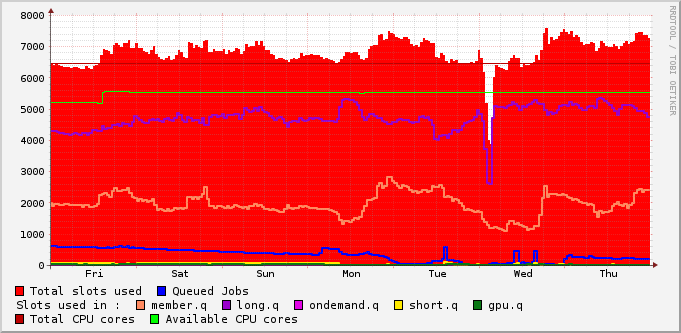 8000
7000
6000
5000
4000
3000
2000
1000
0
Fri Sat Sun Mon Tue Wed Thu
RRDTOOL / TOBI OETIKER
Total slots used Queued Jobs
Slots used in : member.q long.q ondemand.q short.q gpu.q
Total CPU cores Available CPU cores